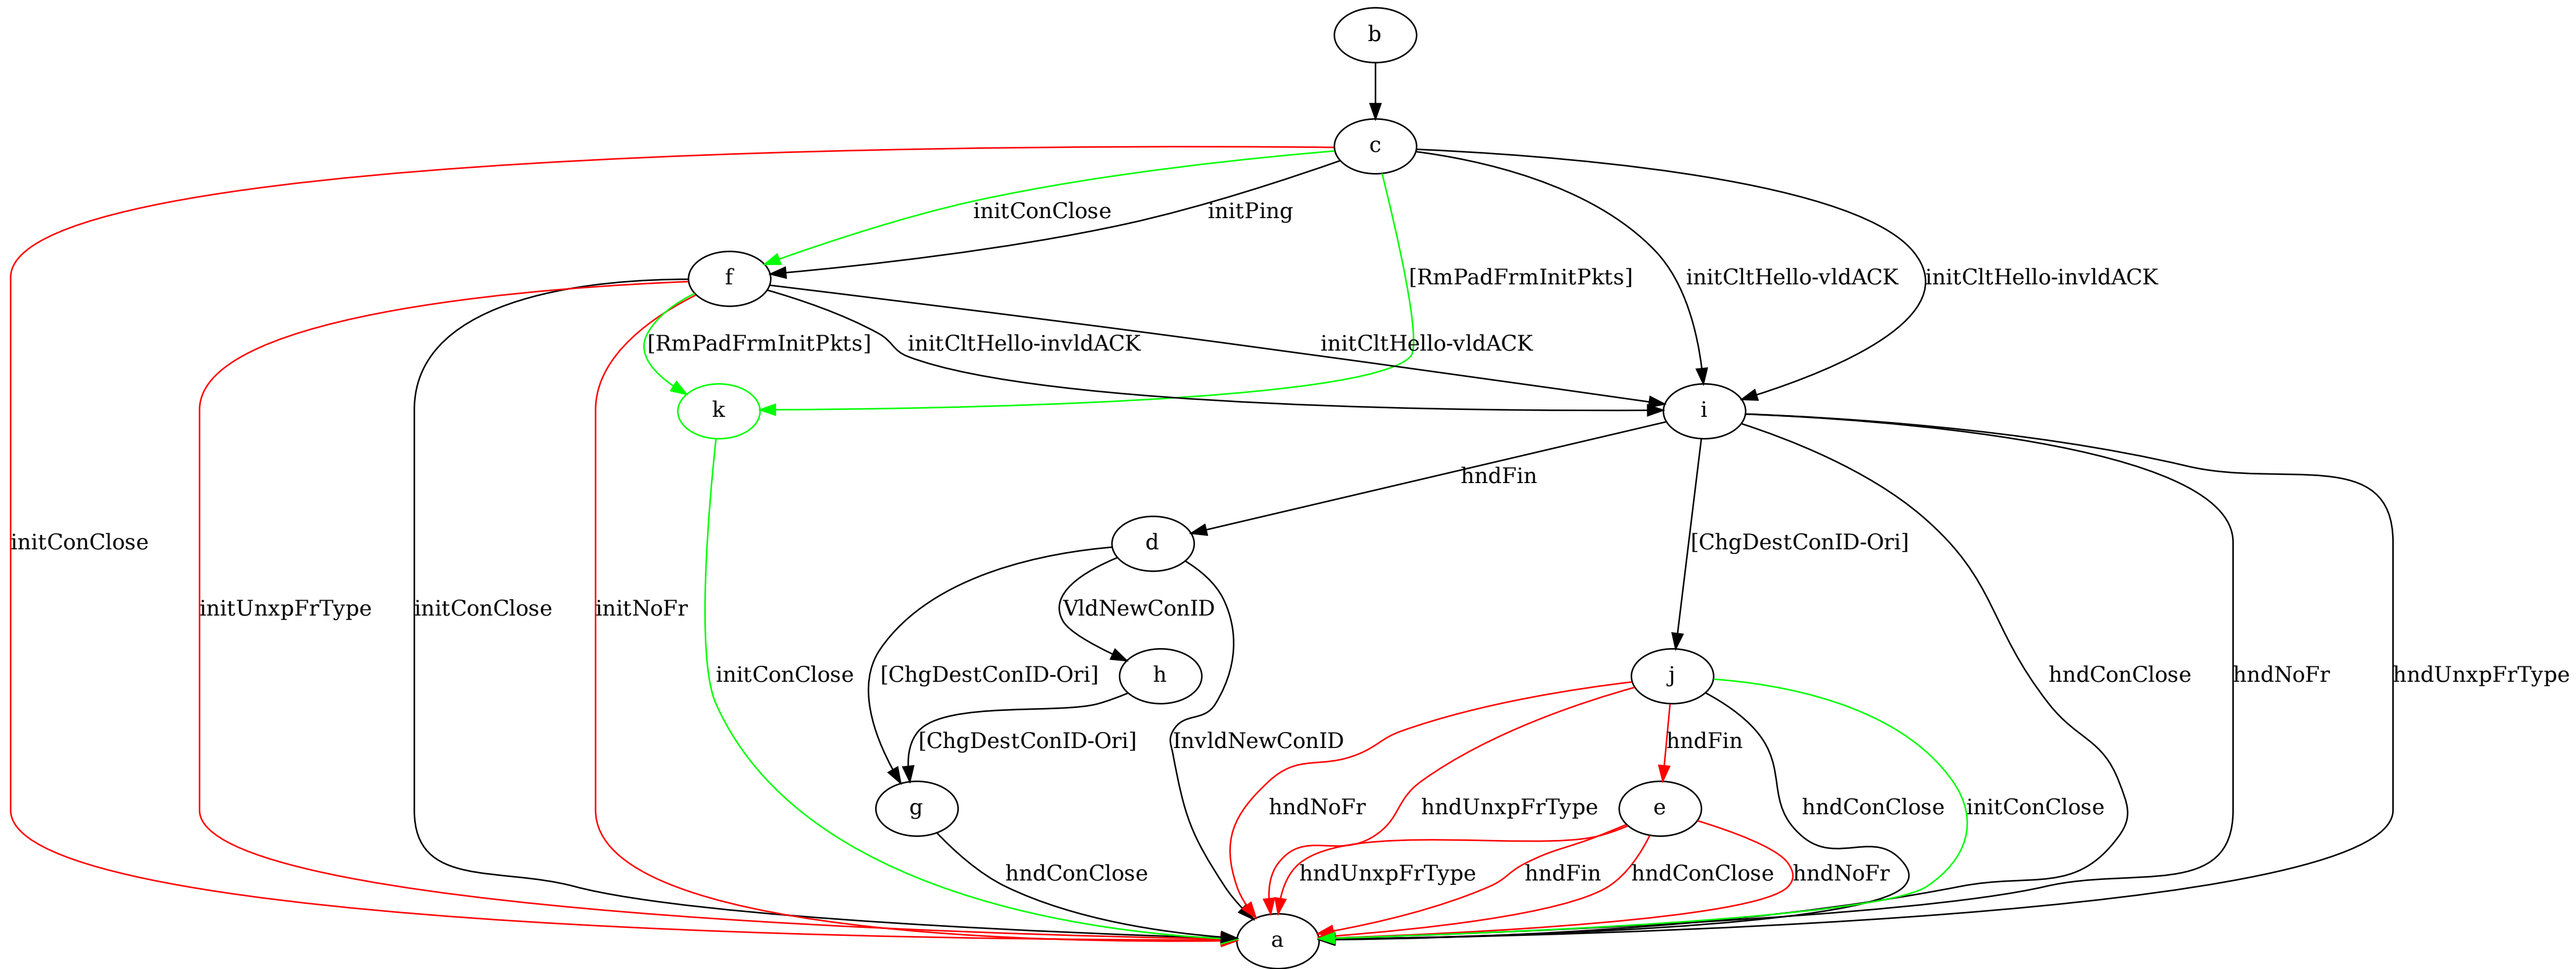 b
c
initConClose
initPing
f
[RmPadFrmInitPkts]
initCltHello-vldACK
initCltHello-invldACK
[RmPadFrmInitPkts]
initCltHello-invldACK
initCltHello-vldACK
k
i
hndFin
initConClose
d
[ChgDestConID-Ori]
initUnxpFrType
initConClose
initNoFr
VldNewConID
initConClose
[ChgDestConID-Ori]
h
j
hndConClose
hndNoFr
hndUnxpFrType
[ChgDestConID-Ori]
InvldNewConID
hndFin
g
hndNoFr
hndUnxpFrType
e
hndConClose
initConClose
hndConClose
hndUnxpFrType
hndFin
hndConClose
hndNoFr
a